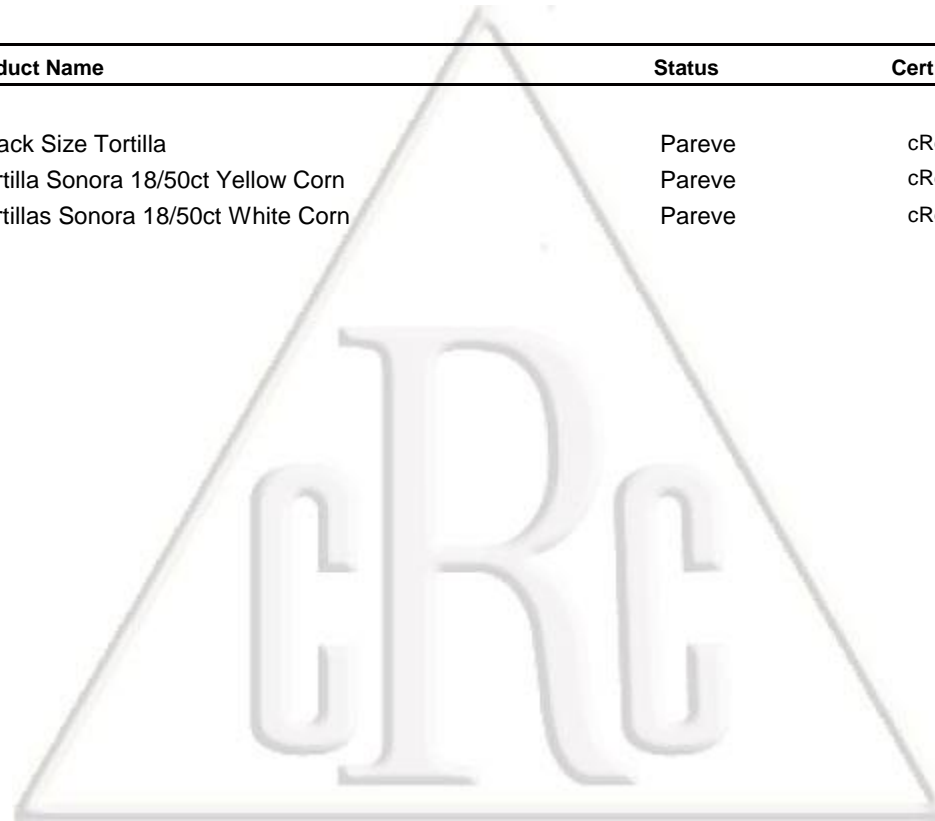 duct Name Status Cert
ack Size Tortilla Pareve cR
rtilla Sonora 18/50ct Yellow Corn Pareve cR
rtillas Sonora 18/50ct White Corn Pareve cR
cRc